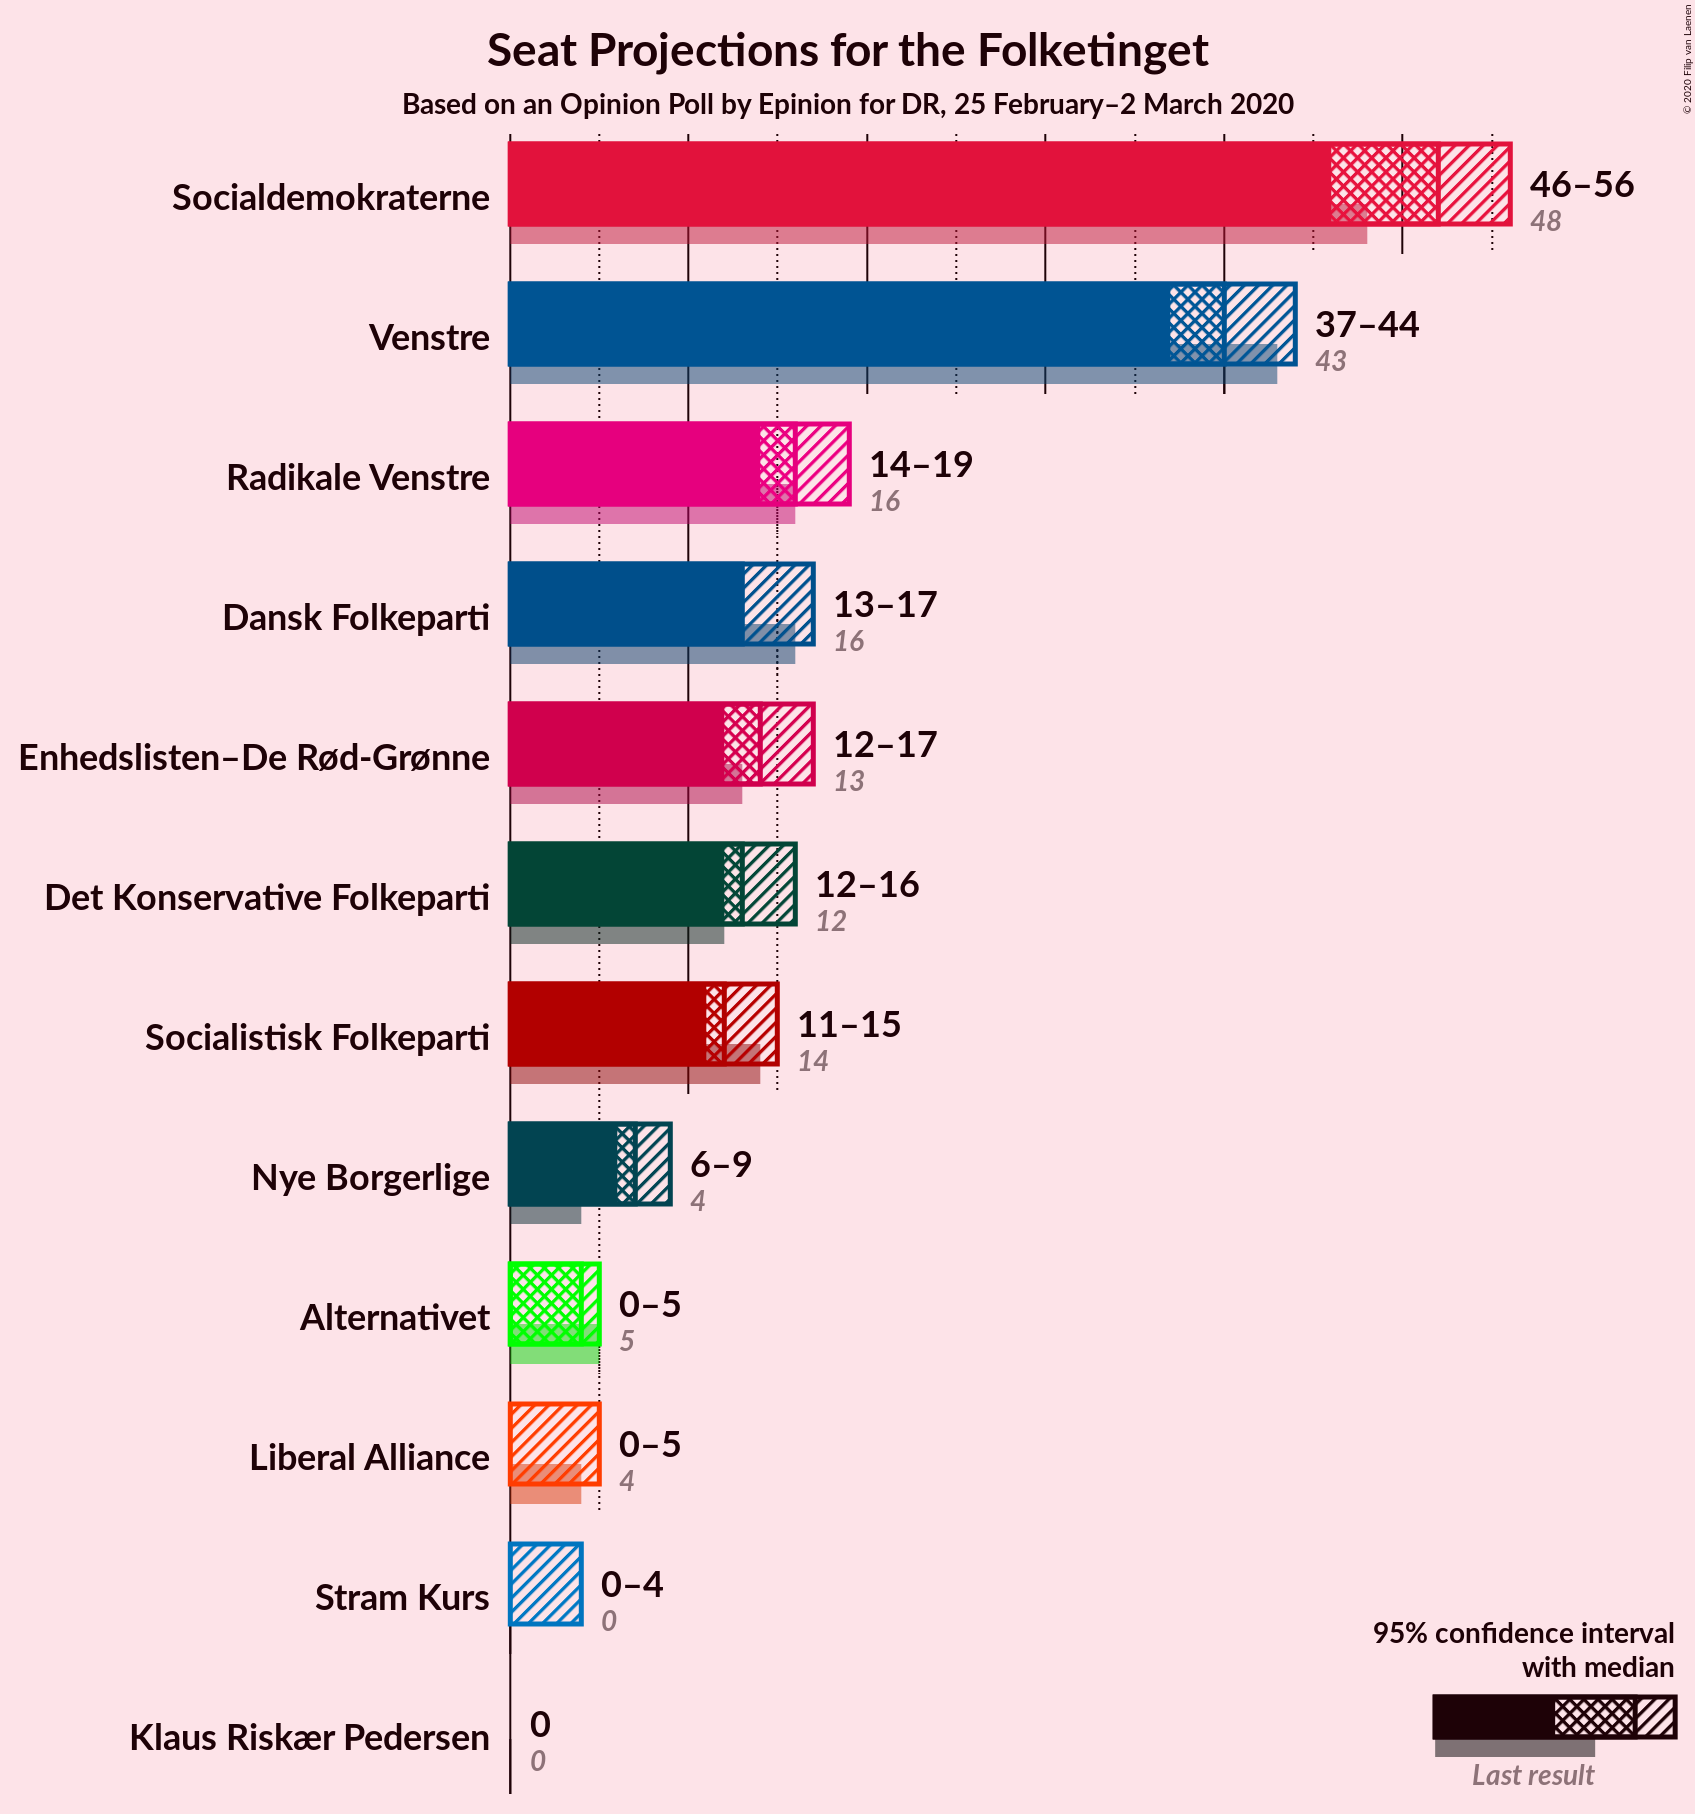 Seat Projections for the Folketinget
Based on an Opinion Poll by Epinion for DR, 25 February–2 March 2020
© 2020 Filip van Laenen
Socialdemokraterne
46–56
48
Venstre
37–44
43
Radikale Venstre
14–19
16
Dansk Folkeparti
13–17
16
Enhedslisten–De Rød-Grønne
12–17
13
Det Konservative Folkeparti
12–16
12
Socialistisk Folkeparti
11–15
14
Nye Borgerlige
6–9
4
Alternativet
0–5
5
Liberal Alliance
0–5
4
Stram Kurs
0–4
0
Klaus Riskær Pedersen
0
0
95% confidence interval
with median
Last result